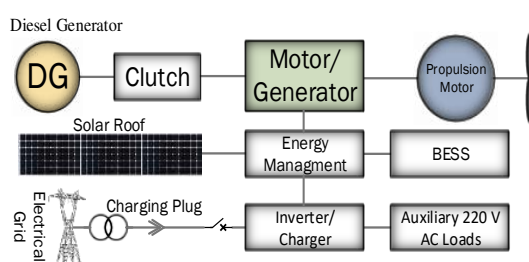 Diesel Generator
DG
Clutch
Motor/
Generator
Propulsion
Motor
Solar Roof
Energy
Managment
BESS
Electrical
Grid
Charging Plug
Inverter/
Charger
Auxiliary 220 V
AC Loads